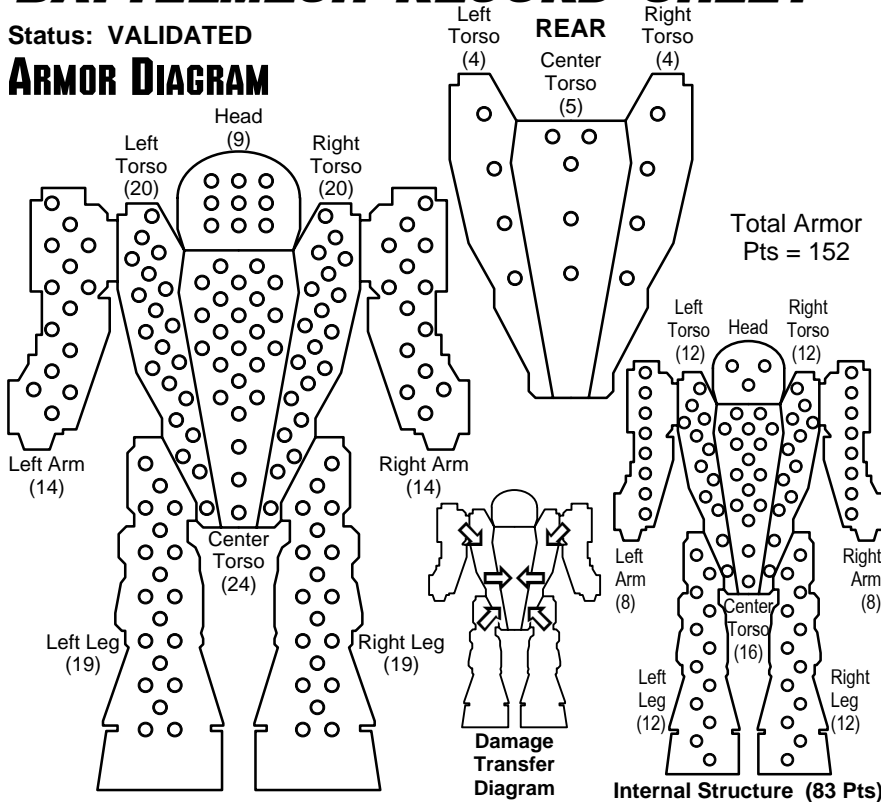 BATTLEMECH RECORD SHEET
Status: VALIDATED
ARMOR DIAGRAM
Head
(9)
Left
Torso
(20)
Right
Torso
(20)
Left Arm
(14)
Right Arm
(14)
Center
Torso
(24)
Left Leg
(19)
Right Leg
(19)
REAR
Left
Torso
(4)
Center
Torso
(5)
Right
Torso
(4)
Total Armor
Pts = 152
Damage
Transfer
Diagram
Left
Torso
(12)
Head
Right
Torso
(12)
Left
Arm
(8)
Right
Arm
(8)
Center
Torso
(16)
Left
Leg
(12)
Right
Leg
(12)
Internal Structure (83 Pts)